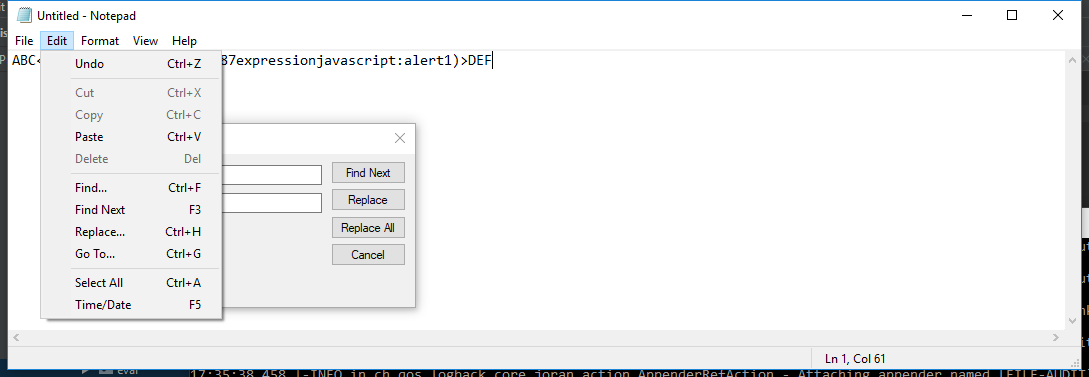 Untitled - Notepad
File Edit Format View Help
ABC< 87expressionjavascript:alert1)>DEF
Undo Ctrl+Z
Cut Ctrl+X
Copy Ctrl+C
Paste Ctrl+V
Delete Del
Find... Ctrl+F
Find Next F3
Replace... Ctrl+H
Go To... Ctrl+G
Select All Ctrl+A
Time/Date F5
Find Next
Replace
Replace All
Cancel
Ln 1, Col 61
eval
17:35:38,458 |-INFO in ch.qos.logback.core.joran.action.AppenderRefAction - Attaching appender named [FILE-AUDIT